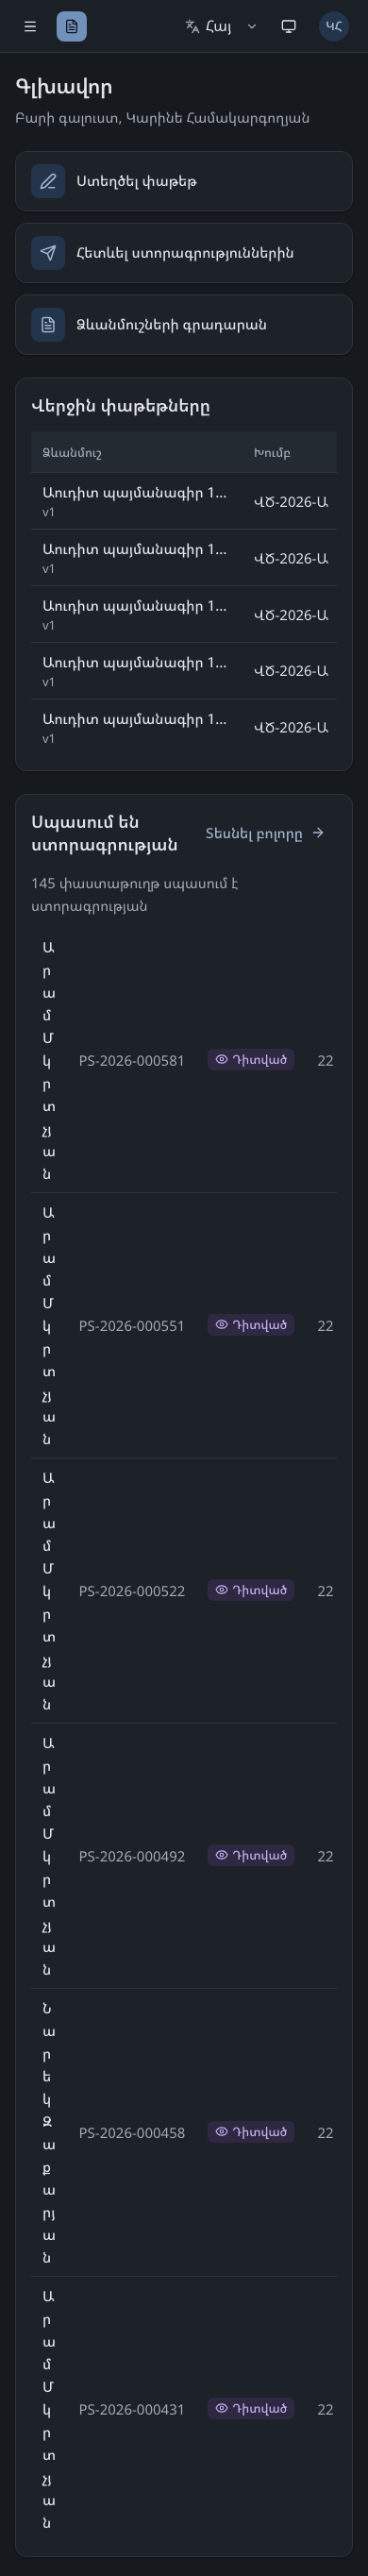 Հայ
ԿՀ
Գլխավոր
Բարի գալուստ, Կարինե Համակարգողյան
Ստեղծել փաթեթ
Հետևել ստորագրություններին
Ձևանմուշների գրադարան
Վերջին փաթեթները
Ձևանմուշ Խումբ
Աուդիտ պայմանագիր 1... ՎԾ-2026-Ա
v1
Աուդիտ պայմանագիր 1... ՎԾ-2026-Ա
v1
Աուդիտ պայմանագիր 1... ՎԾ-2026-Ա
v1
Աուդիտ պայմանագիր 1... ՎԾ-2026-Ա
v1
Աուդիտ պայմանագիր 1... ՎԾ-2026-Ա
v1
Սպասում են
ստորագրության
Տեսնել բոլորը
145 փաստաթուղթ սպասում է
ստորագրության
Արամ Մկրտչյան PS-2026-000581 Դիտված 22
Արամ Մկրտչյան PS-2026-000551 Դիտված 22
Արամ Մկրտչյան PS-2026-000522 Դիտված 22
Արամ Մկրտչյան PS-2026-000492 Դիտված 22
Նարեկ Զաքարյան PS-2026-000458 Դիտված 22
Արամ Մկրտչյան PS-2026-000431 Դիտված 22